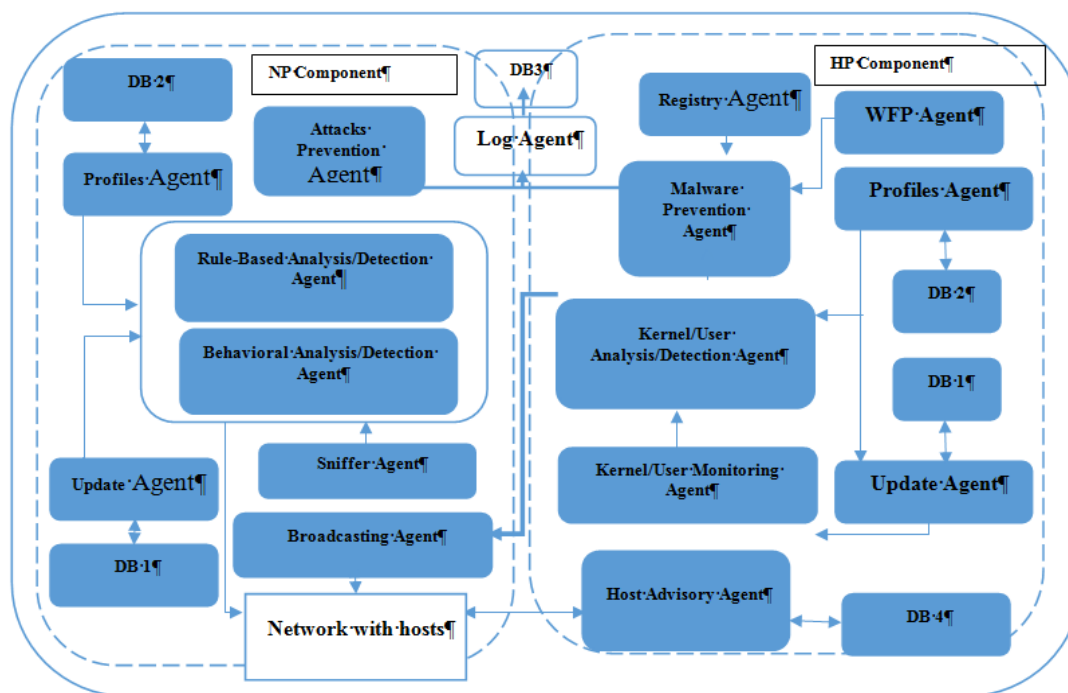 DB·2¶
NP·Component¶
DB3¶
HP·Component¶
Registry·Agent¶
WFP·Agent¶
Attacks·
Prevention·
Agent¶
Log·Agent¶
Profiles·Agent¶
Malware·
Prevention·
Agent¶
Profiles·Agent¶
Rule-Based·Analysis/Detection·
Agent¶
DB·2¶
Kernel/User·
Analysis/Detection·Agent¶
Behavioral·Analysis/Detection·
Agent¶
DB·1¶
Sniffer·Agent¶
Kernel/User·Monitoring·
Agent¶
Update·Agent¶
Update·Agent¶
Broadcasting·Agent¶
DB·1¶
Host·Advisory·Agent¶
DB·4¶
Network·with·hosts¶